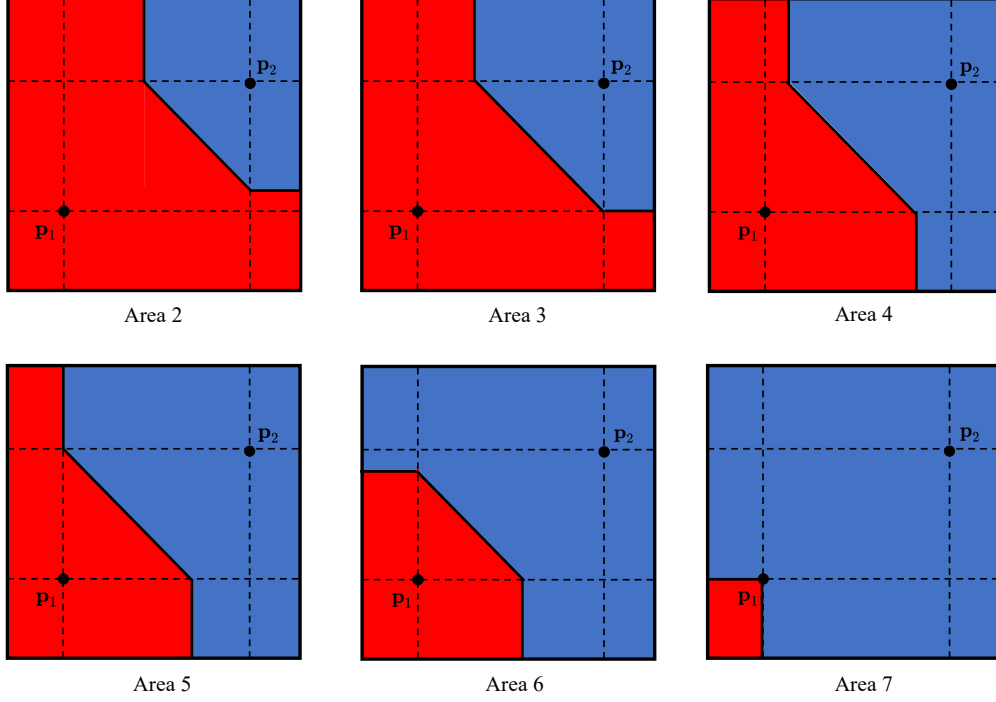 p₂ p₂ p₂
p₁ p₁ p₁
Area 2 Area 3 Area 4
p₂ p₂ p₂
p₁ p₁ p₁
Area 5 Area 6 Area 7